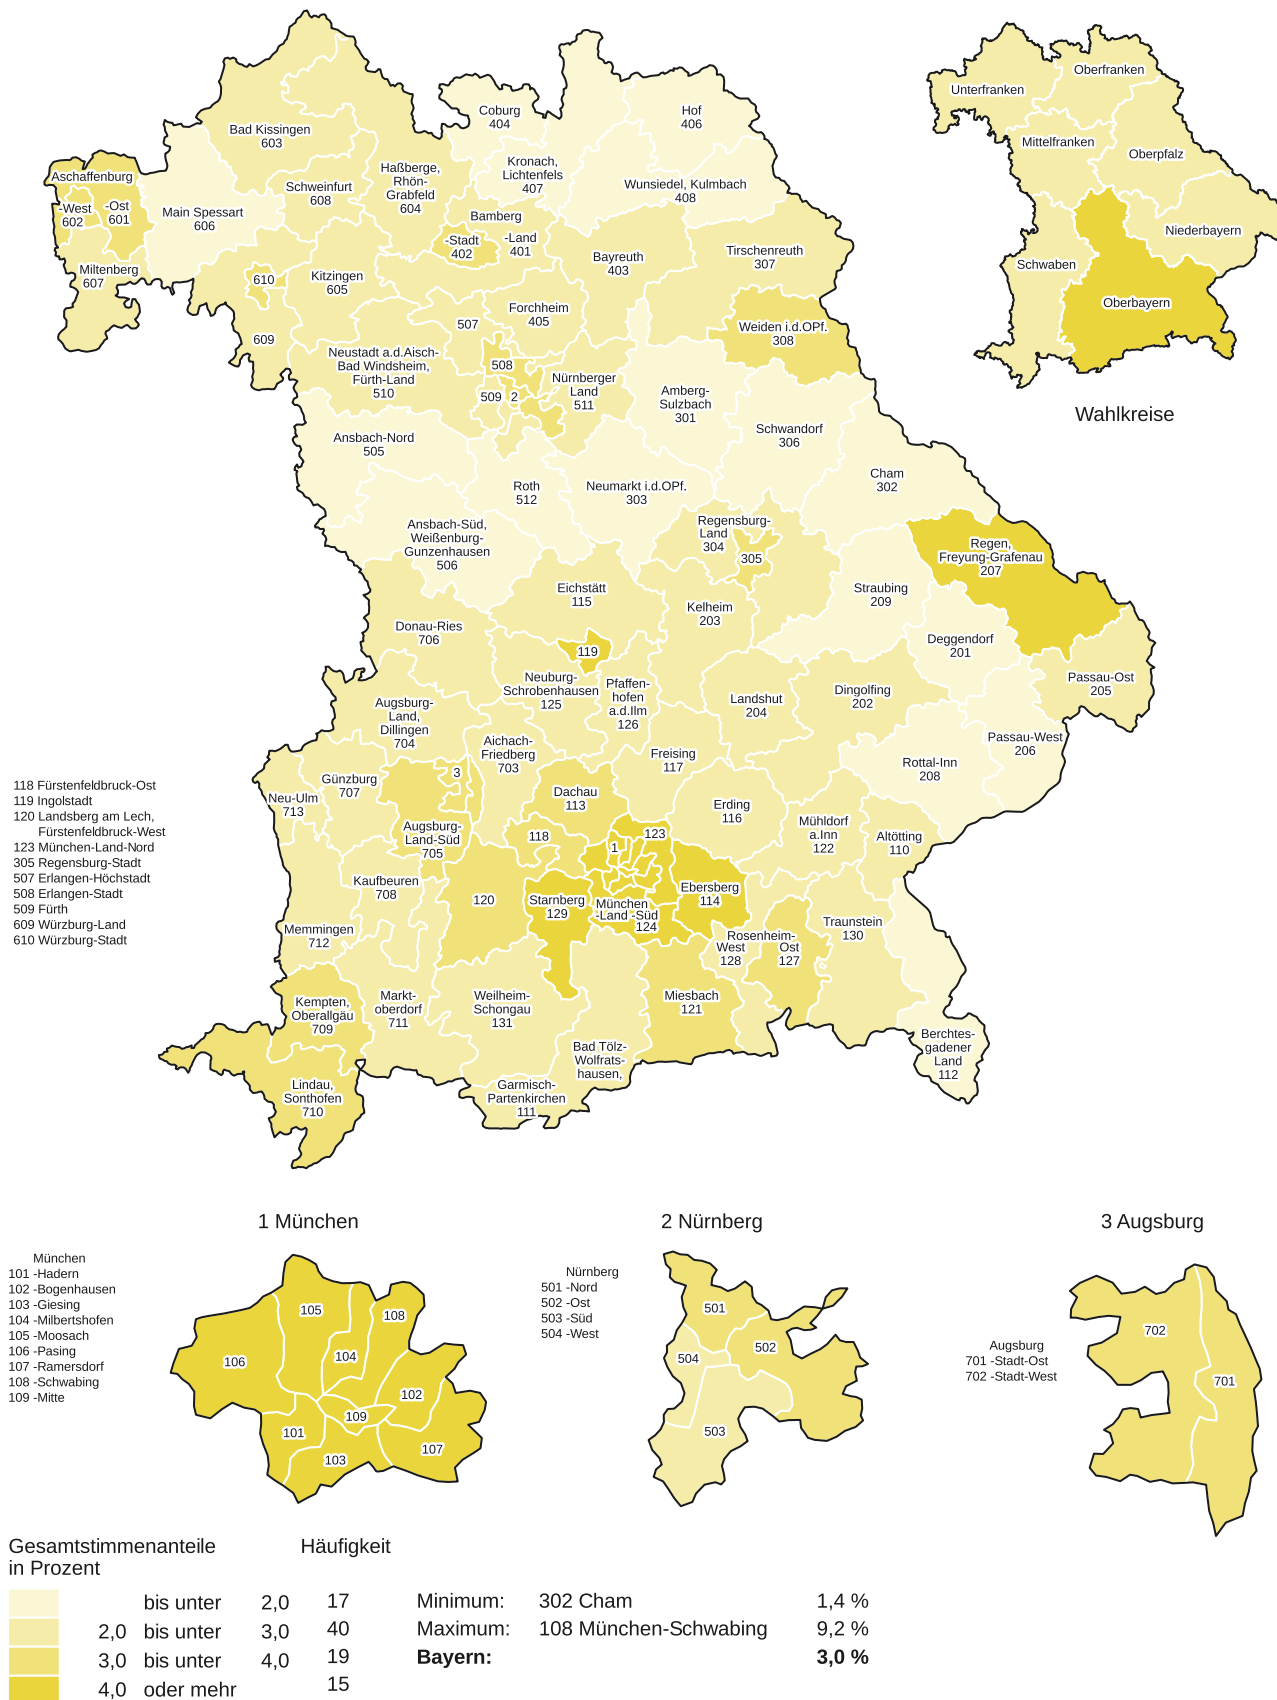 Coburg
404
Hof
406
Bad Kissingen
603
Kronach,
Lichtenfels
407
Haßberge,
Rhön-
Grabfeld
604
Wunsiedel, Kulmbach
408
Aschaffenburg
-West
602
-Ost
601
Schweinfurt
608
Main Spessart
606
Bamberg
-Stadt
402
-Land
401
Bayreuth
403
Tirschenreuth
307
Miltenberg
607
610
Kitzingen
605
Forchheim
405
507
609
Weiden i.d.OPf.
308
Neustadt a.d.Aisch-
Bad Windsheim,
Fürth-Land
510
508
509
2
Nürnberger
Land
511
Amberg-
Sulzbach
301
Ansbach-Nord
505
Schwandorf
306
Cham
302
Roth
512
Neumarkt i.d.OPf.
303
Ansbach-Süd,
Weißenburg-
Gunzenhausen
506
Regensburg-
Land
304
305
Regen,
Freyung-Grafenau
207
Eichstätt
115
Straubing
209
Kelheim
203
Donau-Ries
706
Deggendorf
201
119
Neuburg-
Schrobenhausen
125
Pfaffen-
hofen
a.d.Ilm
126
Landshut
204
Dingolfing
202
Passau-Ost
205
Augsburg-
Land,
Dillingen
704
Aichach-
Friedberg
703
Freising
117
Passau-West
206
Rottal-Inn
208
Günzburg
707
3
Neu-Ulm
713
Dachau
113
Erding
116
Mühldorf
a.Inn
122
Altötting
110
Augsburg-
Land-Süd
705
118
123
1
Kaufbeuren
708
Ebersberg
114
120
Starnberg
129
München
-Land -Süd
124
Traunstein
130
Memmingen
712
Rosenheim-
West
128
Ost
127
Kempten,
Oberallgäu
709
Markt-
oberdorf
711
Weilheim-
Schongau
131
Miesbach
121
Bad Tölz-
Wolfrats-
hausen,
Berchtes-
gadener
Land
112
Lindau,
Sonthofen
710
Garmisch-
Partenkirchen
111
Unterfranken
Oberfranken
Mittelfranken
Oberpfalz
Niederbayern
Schwaben
Oberbayern
Wahlkreise
118 Fürstenfeldbruck-Ost
119 Ingolstadt
120 Landsberg am Lech,
Fürstenfeldbruck-West
123 München-Land-Nord
305 Regensburg-Stadt
507 Erlangen-Höchstadt
508 Erlangen-Stadt
509 Fürth
609 Würzburg-Land
610 Würzburg-Stadt
1 München
München
101 -Hadern
102 -Bogenhausen
103 -Giesing
104 -Milbertshofen
105 -Moosach
106 -Pasing
107 -Ramersdorf
108 -Schwabing
109 -Mitte
105
108
104
106
102
109
101
103
107
2 Nürnberg
Nürnberg
501 -Nord
502 -Ost
503 -Süd
504 -West
501
502
504
503
3 Augsburg
Augsburg
701 -Stadt-Ost
702 -Stadt-West
702
701
Gesamtstimmenanteile
in Prozent
Häufigkeit
bis unter 2,0 17
2,0 bis unter 3,0 40
3,0 bis unter 4,0 19
4,0 oder mehr 15
Minimum: 302 Cham 1,4 %
Maximum: 108 München-Schwabing 9,2 %
Bayern: 3,0 %